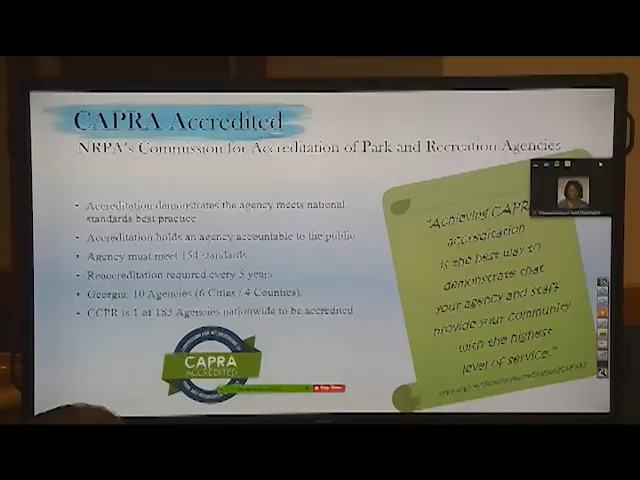 CAPRA Accredited
NRPA's Commission for Accreditation of Park and Recreation Agencies
• Accreditation demonstrates the agency meets national
standards best practice
• Accreditation holds an agency accountable to the public
• Agency must meet 154 standards
• Reaccreditation required every 5 years
• Georgia: 10 Agencies (6 Cities / 4 Counties).
• CCPR is 1 of 183 Agencies nationwide to be accredited
"Achieving CAPRA
accreditation
is the best way to
demonstrate that
your agency and staff
provide your community
with the highest
level of service."
CAPRA
ACCREDITED